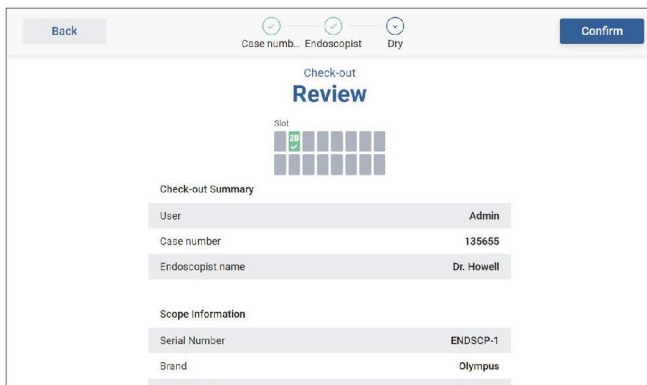 Back
Confirm
Case numb... Endoscopist Dry
Check-out
Review
Slot
2B
Check-out Summary
User Admin
Case number 135655
Endoscopist name Dr. Howell
Scope Information
Serial Number ENDSCP-1
Brand Olympus